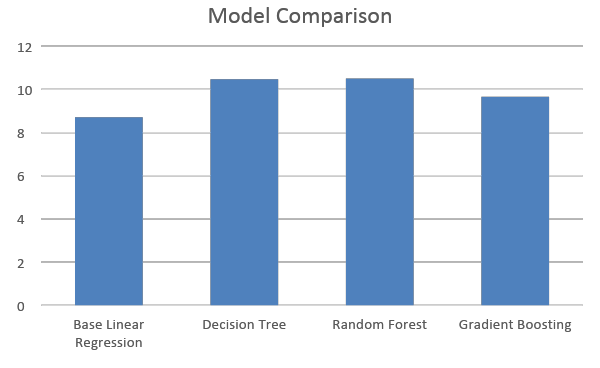 Model Comparison
12
10
8
6
4
2
0
Base Linear
Regression
Decision Tree
Random Forest
Gradient Boosting